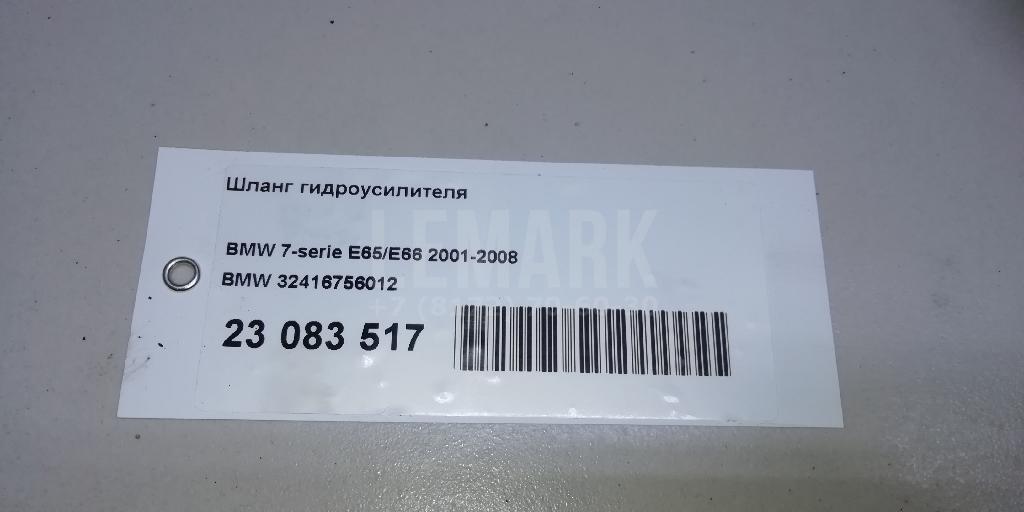 Шланг гидроусилителя
LEMARK
BMW 7-serie E65/E66 2001-2008
BMW 32416756012
23 083 517